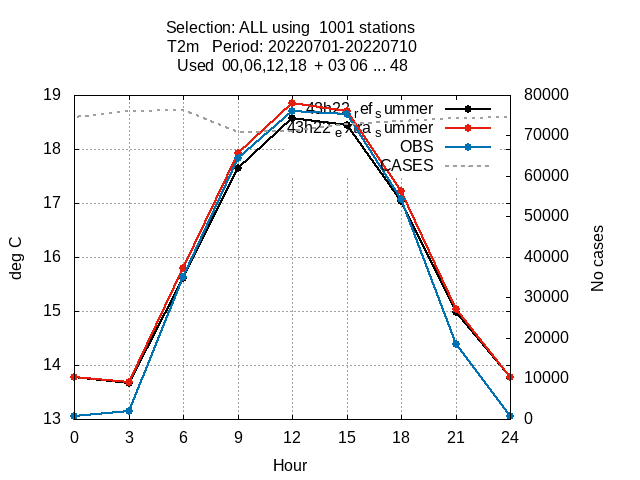 Selection: ALL using 1001 stations
T2m Period: 20220701-20220710
Used 00,06,12,18 + 03 06 ... 48
19
18
17
16
15
14
13
80000
70000
60000
50000
40000
30000
20000
10000
0
deg C
No cases
ummer
ummer
OBS
CASES
0 3 6 9 12 15 18 21 24
Hour